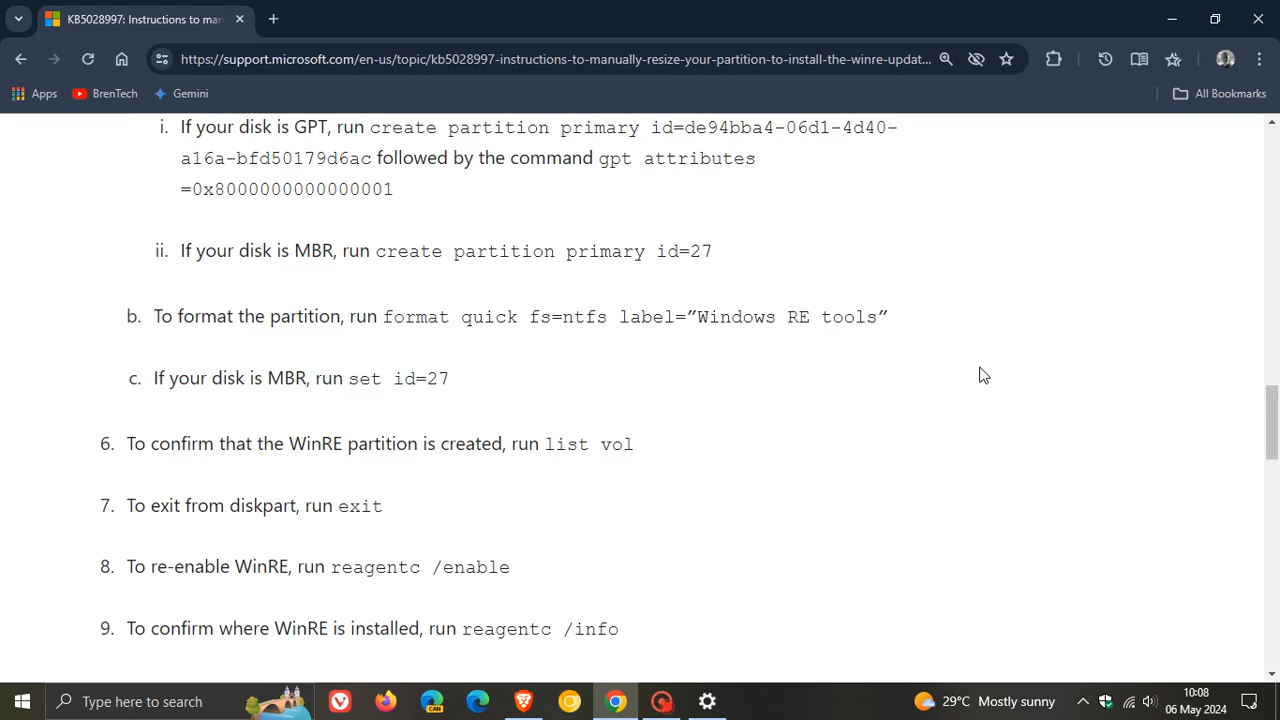 KB5028997: Instructions to man
https://support.microsoft.com/en-us/topic/kb5028997-instructions-to-manually-resize-your-partition-to-install-the-winre-updat...
Apps BrenTech Gemini All Bookmarks
i. If your disk is GPT, run create partition primary id=de94bba4-06d1-4d40-
a16a-bfd50179d6ac followed by the command gpt attributes
=0x8000000000000001
ii. If your disk is MBR, run create partition primary id=27
b. To format the partition, run format quick fs=ntfs label=”Windows RE tools”
c. If your disk is MBR, run set id=27
6. To confirm that the WinRE partition is created, run list vol
7. To exit from diskpart, run exit
8. To re-enable WinRE, run reagentc /enable
9. To confirm where WinRE is installed, run reagentc /info
Type here to search
CAN
29°C Mostly sunny
10:08
06 May 2024